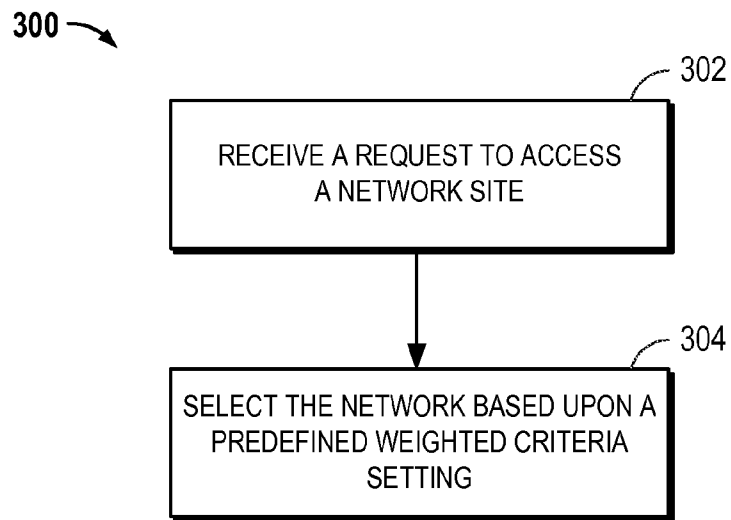 300
302
RECEIVE A REQUEST TO ACCESS
A NETWORK SITE
304
SELECT THE NETWORK BASED UPON A
PREDEFINED WEIGHTED CRITERIA
SETTING